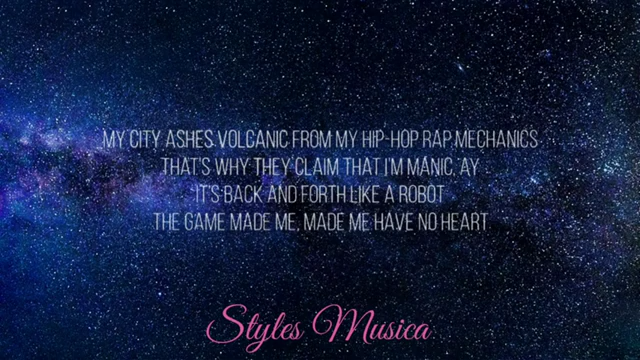 MY CITY ASHES VOLCANIC FROM MY HIP-HOP RAP MECHANICS
THAT'S WHY THEY CLAIM THAT I'M MANIC, AY
IT'S BACK AND FORTH LIKE A ROBOT
THE GAME MADE ME, MADE ME HAVE NO HEART
Styles Musica